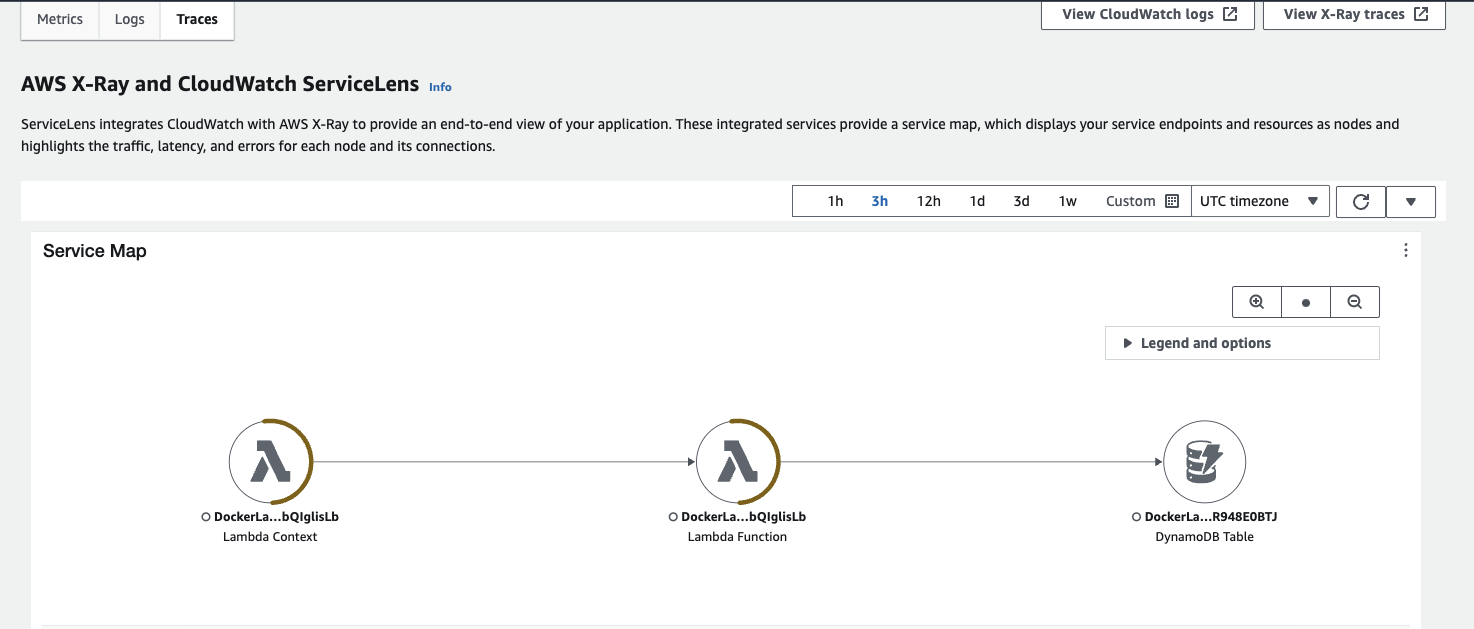 Metrics Logs Traces View CloudWatch logs View X-Ray traces
AWS X-Ray and CloudWatch ServiceLens Info
ServiceLens integrates CloudWatch with AWS X-Ray to provide an end-to-end view of your application. These integrated services provide a service map, which displays your service endpoints and resources as nodes and
highlights the traffic, latency, and errors for each node and its connections.
1h 3h 12h 1d 3d 1w Custom UTC timezone
Service Map
Legend and options
DockerLa...bQIglisLb DockerLa...bQIglisLb DockerLa...R948E0BTJ
Lambda Context Lambda Function DynamoDB Table